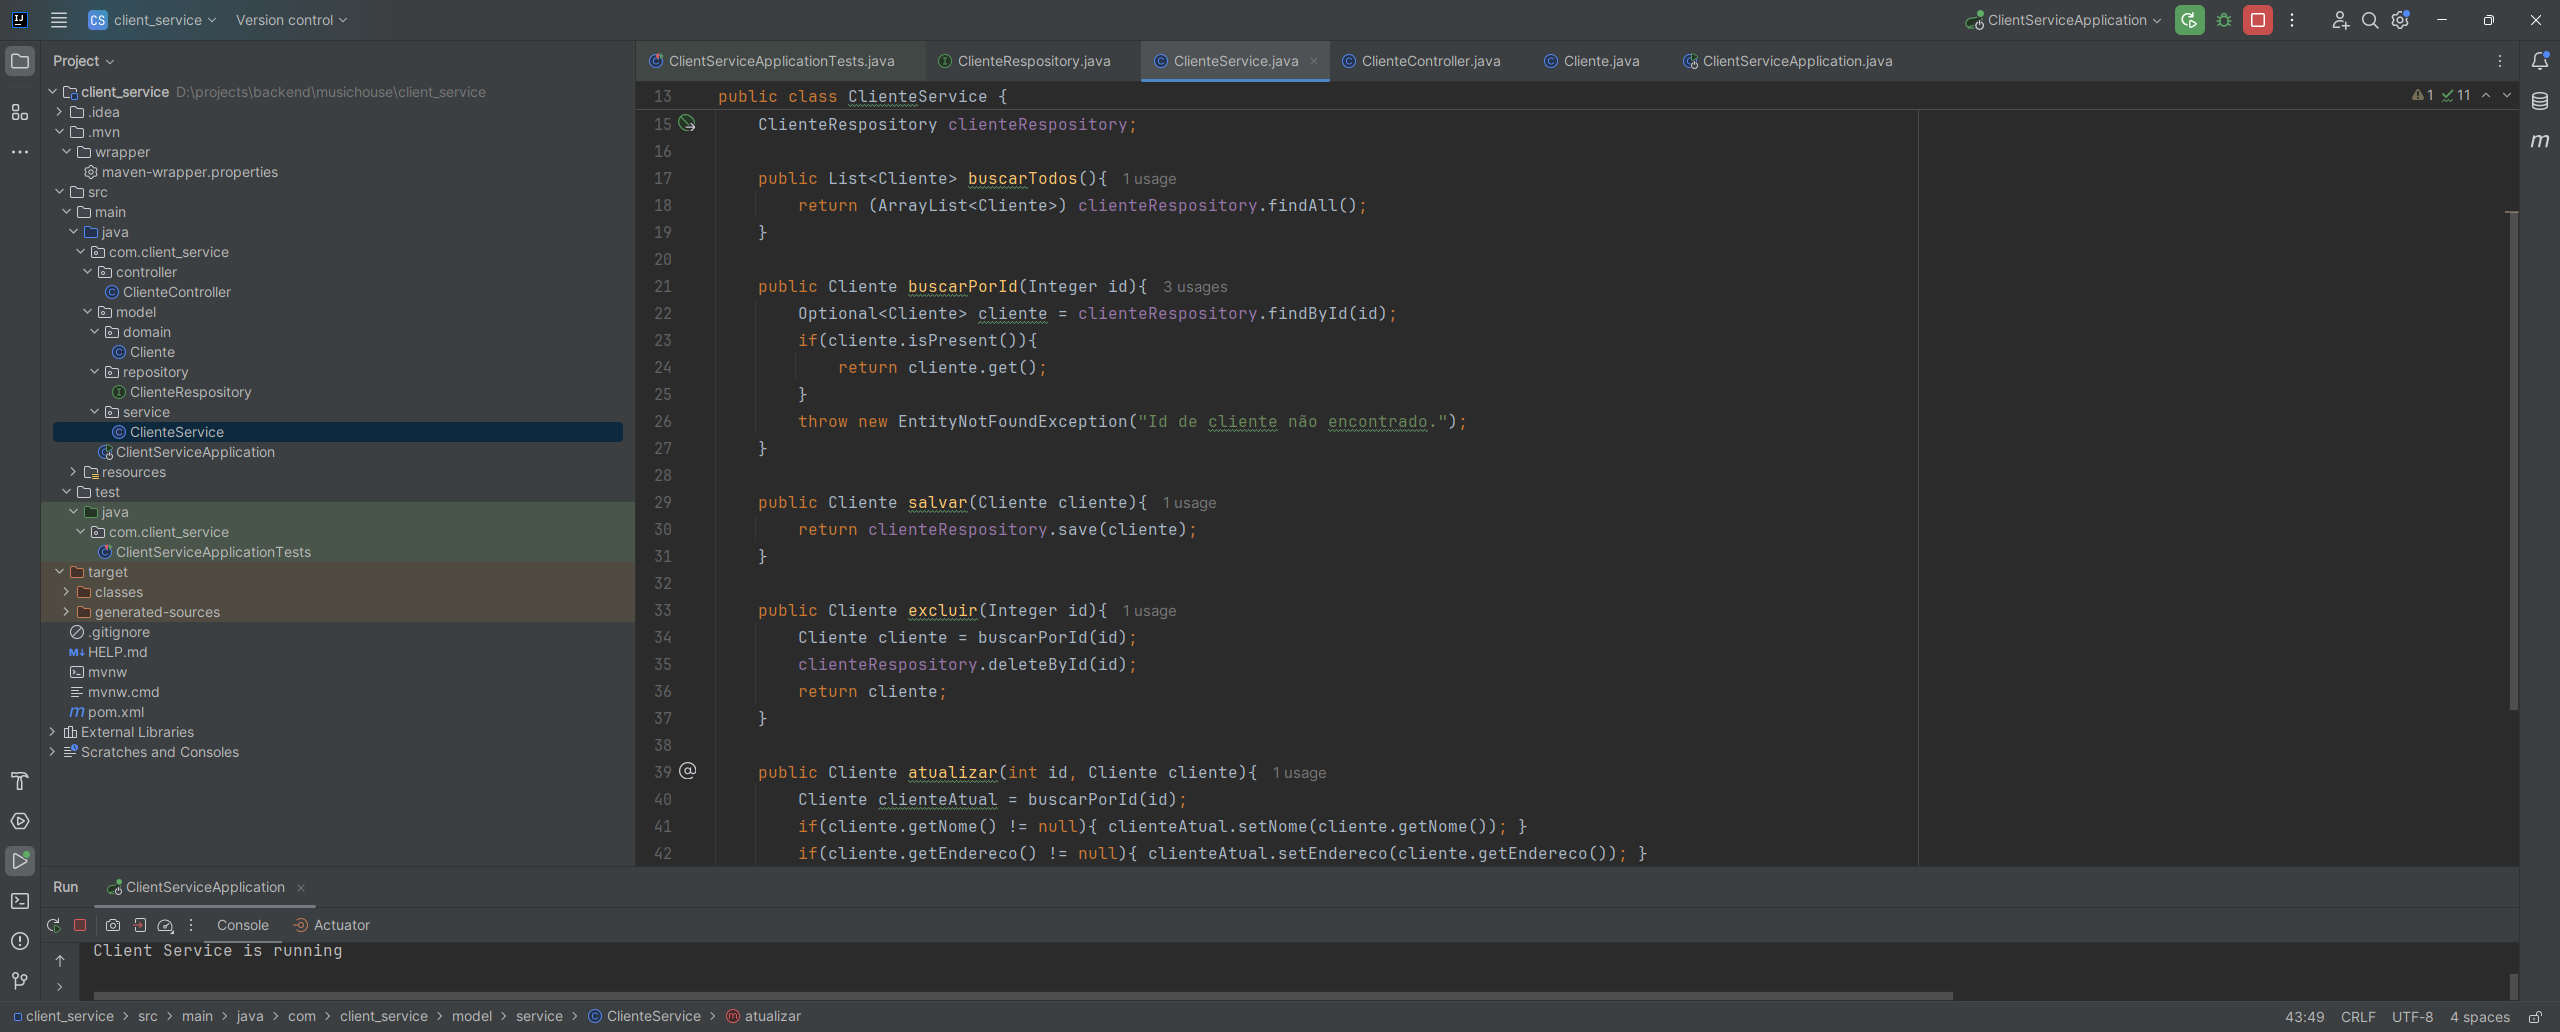 CS client_service Version control ClientServiceApplication
Project
client_service D:\projects\backend\musichouse\client_service
.idea
.mvn
wrapper
maven-wrapper.properties
src
main
java
com.client_service
controller
ClienteController
model
domain
Cliente
repository
ClienteRespository
service
ClienteService
ClientServiceApplication
resources
test
java
com.client_service
ClientServiceApplicationTests
target
classes
generated-sources
.gitignore
M↓ HELP.md
mvnw
mvnw.cmd
m pom.xml
External Libraries
Scratches and Consoles
ClientServiceApplicationTests.java ClienteRespository.java ClienteService.java ClienteController.java Cliente.java ClientServiceApplication.java
13 public class ClienteService { 1 11
15 ClienteRespository clienteRespository;
16
17 public List<Cliente> buscarTodos(){ 1 usage
18 return (ArrayList<Cliente>) clienteRespository.findAll();
19 }
20
21 public Cliente buscarPorId(Integer id){ 3 usages
22 Optional<Cliente> cliente = clienteRespository.findById(id);
23 if(cliente.isPresent()){
24 return cliente.get();
25 }
26 throw new EntityNotFoundException("Id de cliente não encontrado.");
27 }
28
29 public Cliente salvar(Cliente cliente){ 1 usage
30 return clienteRespository.save(cliente);
31 }
32
33 public Cliente excluir(Integer id){ 1 usage
34 Cliente cliente = buscarPorId(id);
35 clienteRespository.deleteById(id);
36 return cliente;
37 }
38
39 public Cliente atualizar(int id, Cliente cliente){ 1 usage
40 Cliente clienteAtual = buscarPorId(id);
41 if(cliente.getNome() != null){ clienteAtual.setNome(cliente.getNome()); }
42 if(cliente.getEndereco() != null){ clienteAtual.setEndereco(cliente.getEndereco()); }
m
Run ClientServiceApplication
Console Actuator
Client Service is running
client_service > src > main > java > com > client_service > model > service > ClienteService > atualizar 43:49 CRLF UTF-8 4 spaces